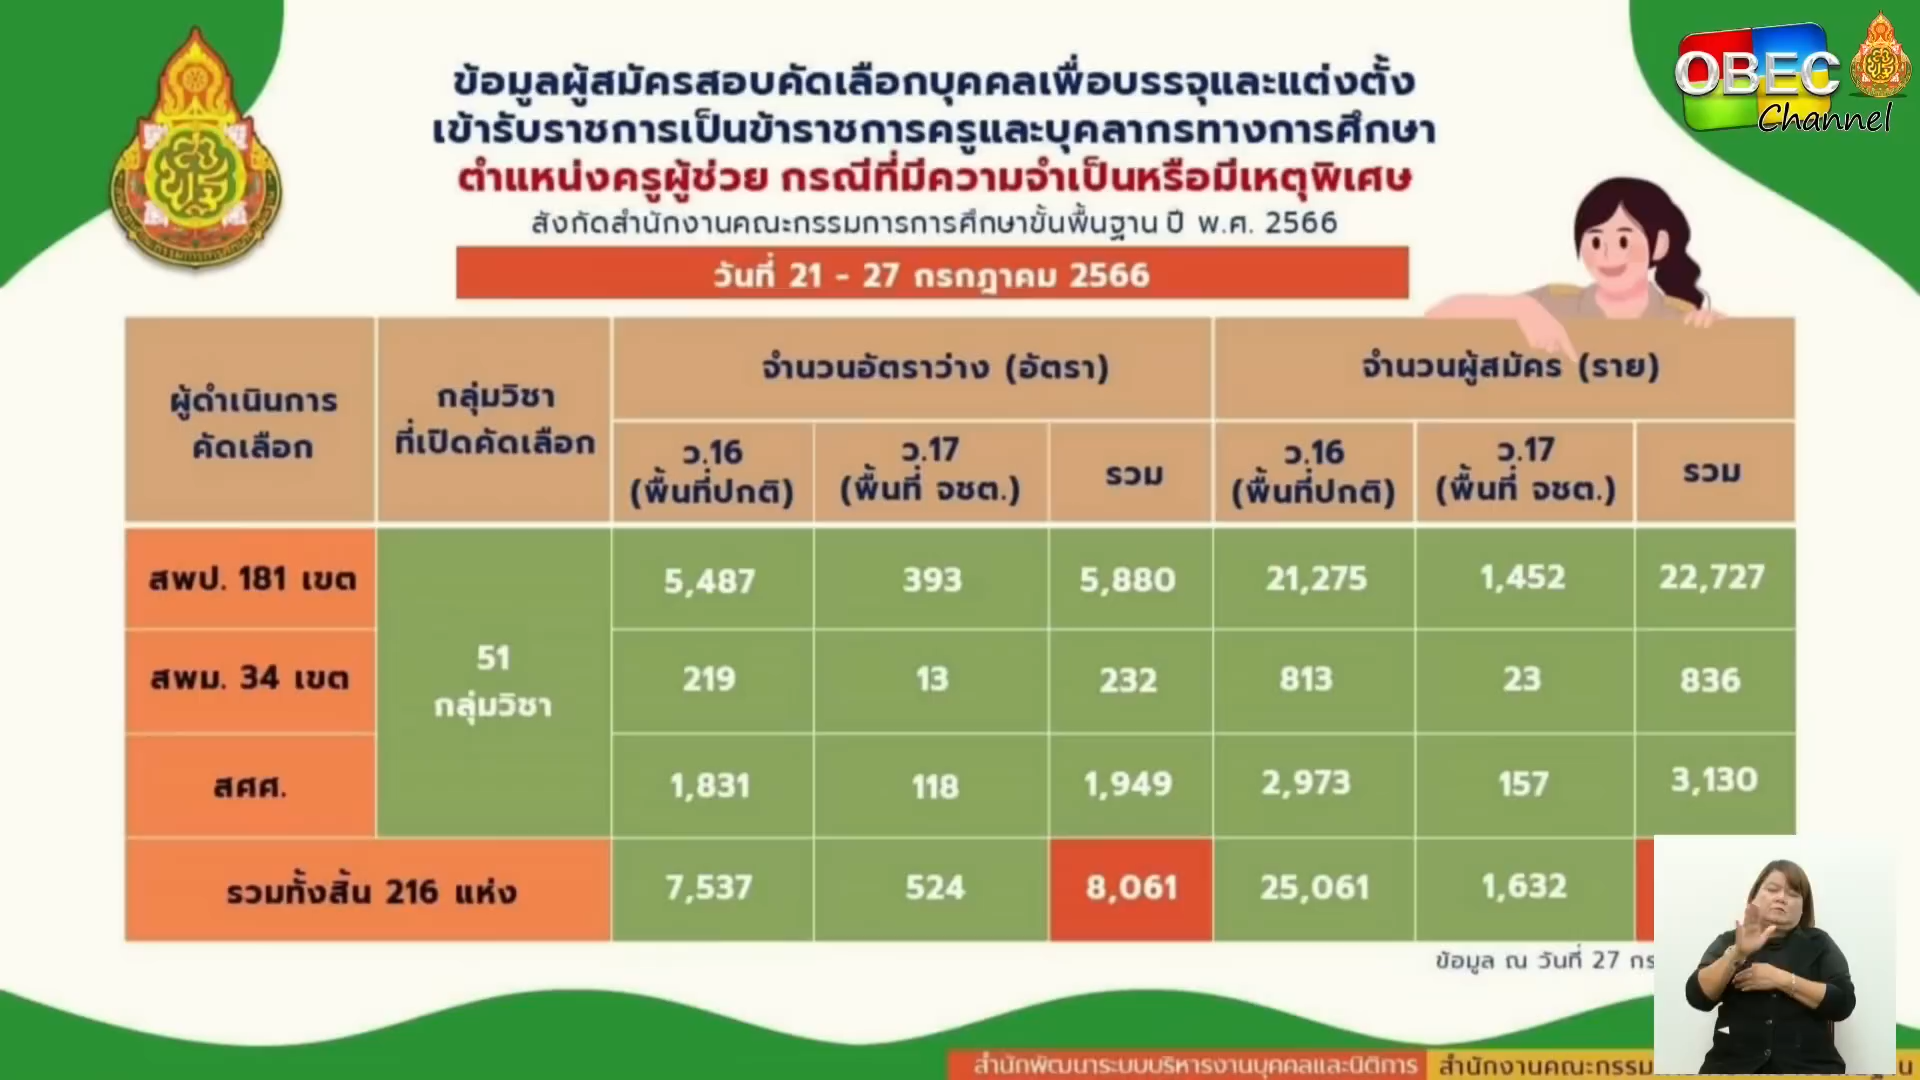 OBEC
Channel
ข้อมูลผู้สมัครสอบคัดเลือกบุคคลเพื่อบรรจุและแต่งตั้ง
เข้ารับราชการเป็นข้าราชการครูและบุคลากรทางการศึกษา
ตำแหน่งครูผู้ช่วย กรณีที่มีความจำเป็นหรือมีเหตุพิเศษ
สังกัดสำนักงานคณะกรรมการการศึกษาขั้นพื้นฐาน ปี พ.ศ. 2566
วันที่ 21 - 27 กรกฎาคม 2566
ผู้ดำเนินการ
คัดเลือก
กลุ่มวิชา
ที่เปิดคัดเลือก
จำนวนอัตราว่าง (อัตรา)
จำนวนผู้สมัคร (ราย)
ว.16
(พื้นที่ปกติ)
ว.17
(พื้นที่ จชต.)
รวม
ว.16
(พื้นที่ปกติ)
ว.17
(พื้นที่ จชต.)
รวม
สพป. 181 เขต
51
กลุ่มวิชา
5,487
393
5,880
21,275
1,452
22,727
สพม. 34 เขต
219
13
232
813
23
836
สศศ.
1,831
118
1,949
2,973
157
3,130
รวมทั้งสิ้น 216 แห่ง
7,537
524
8,061
25,061
1,632
ข้อมูล ณ วันที่ 27 กร
สำนักพัฒนาระบบบริหารงานบุคคลและนิติการ
สำนักงานคณะกรรม